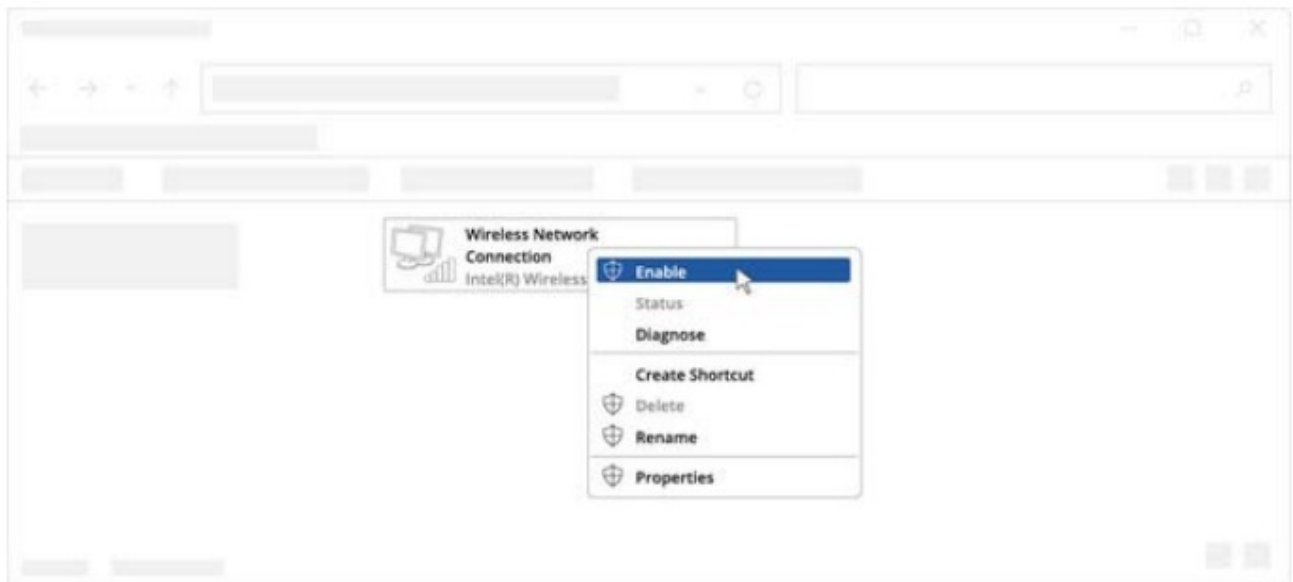 Wireless Network
Connection
Intel(R) Wireless
Enable
Status
Diagnose
Create Shortcut
Delete
Rename
Properties